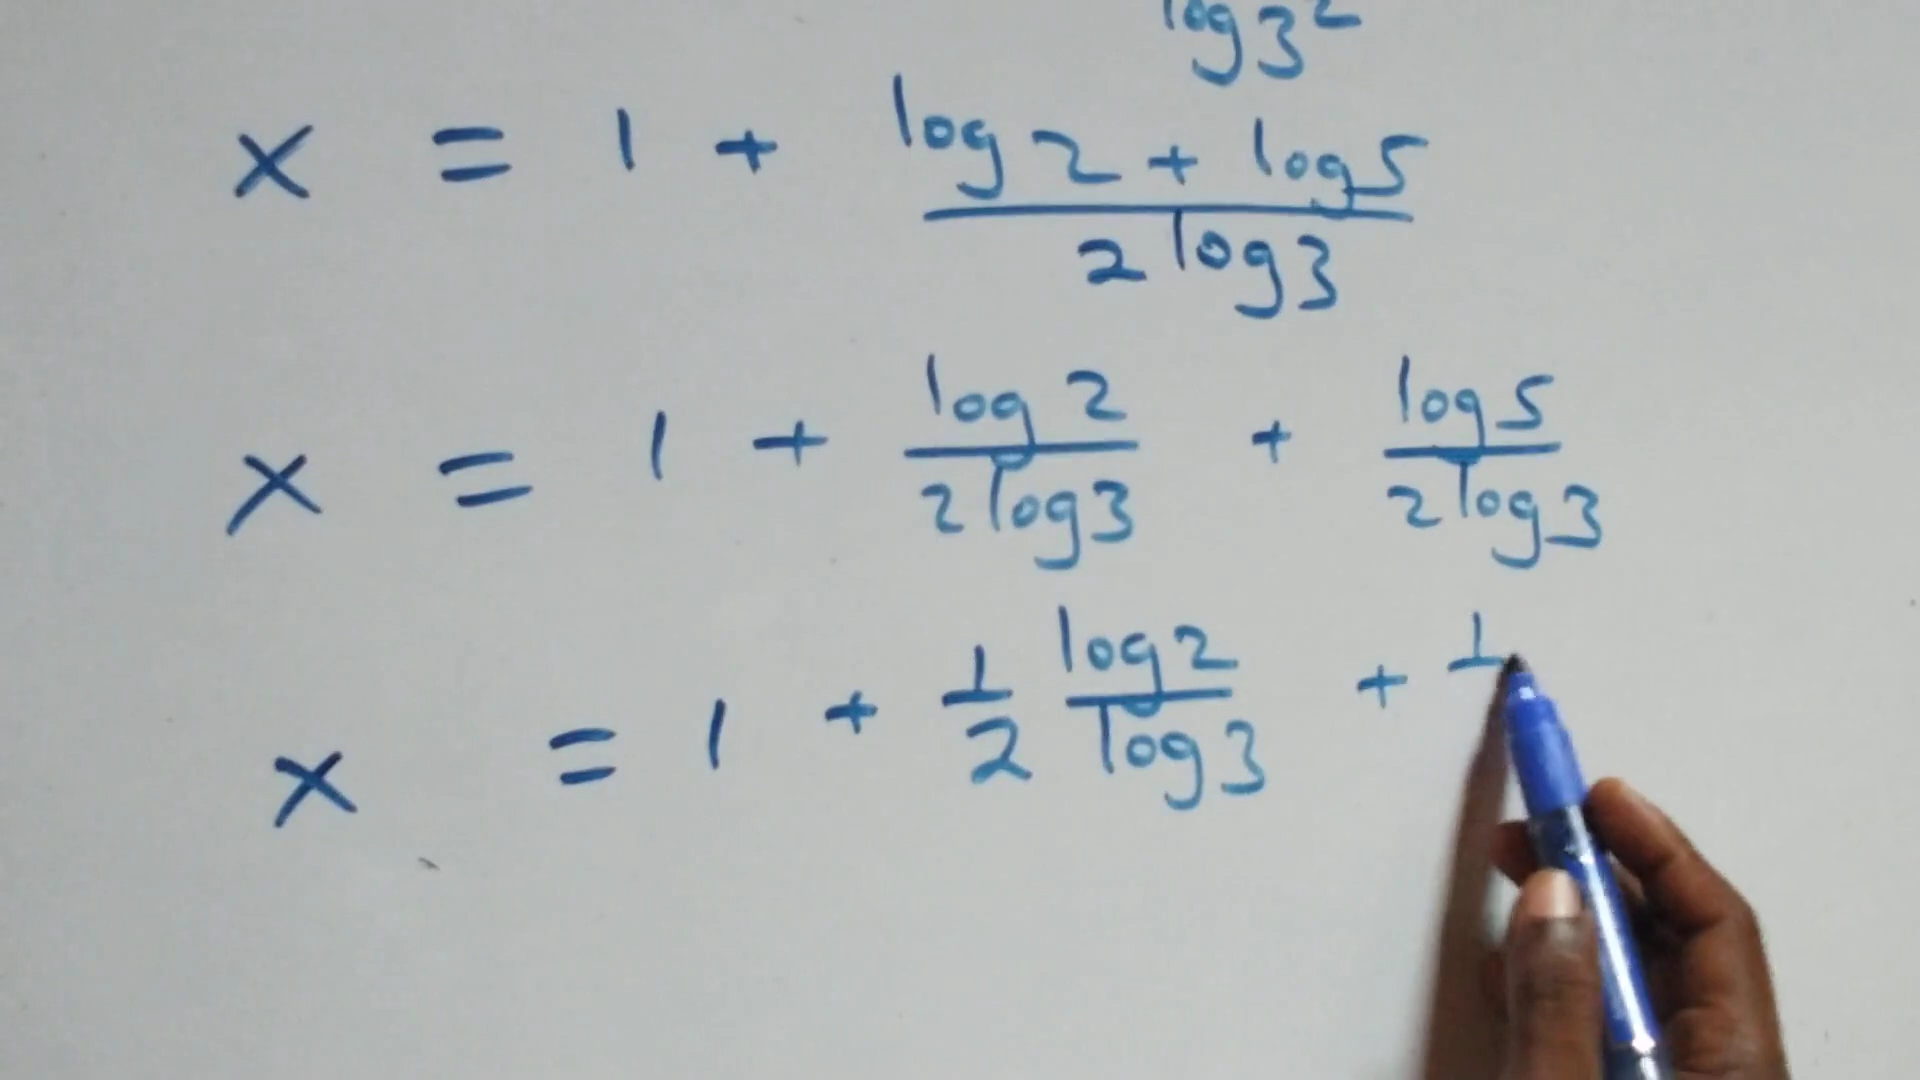 log 3²
x = 1 + (log 2 + log 5)/(2 log 3)
x = 1 + (log 2)/(2 log 3) + (log 5)/(2 log 3)
x = 1 + 1/2 (log 2)/(log 3) + 1